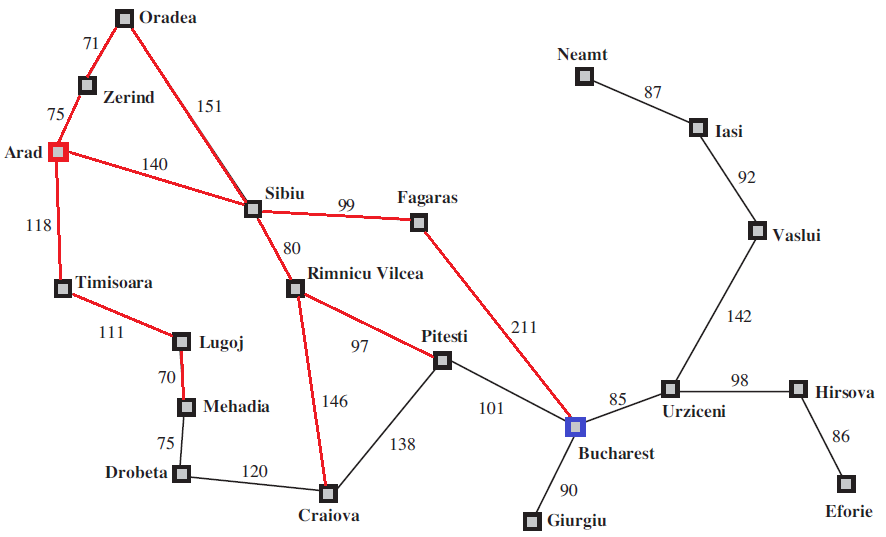 Oradea
71
Neamt
87
Zerind
75
151
Iasi
Arad
140
92
Sibiu
99
Fagaras
118
80
Vaslui
Rimnicu Vilcea
Timisoara
142
111
Lugoj
97
Pitesti
211
70
98
Hirsova
Mehadia
146
101
85
Urziceni
75
138
86
Drobeta
120
Bucharest
90
Craiova
Giurgiu
Eforie